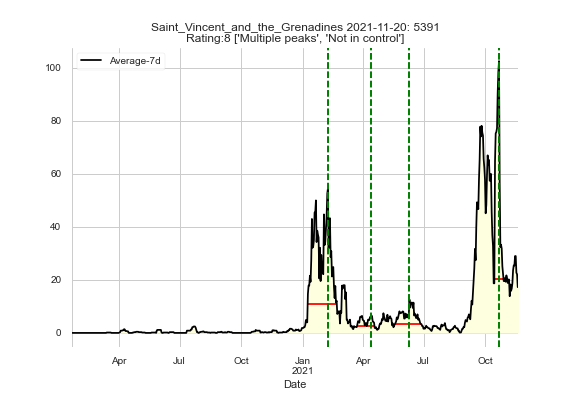 Saint_Vincent_and_the_Grenadines 2021-11-20: 5391
Rating:8 ['Multiple peaks', 'Not in control']
Average-7d
100
80
60
40
20
0
Apr Jul Oct Jan Apr Jul Oct
2021
Date